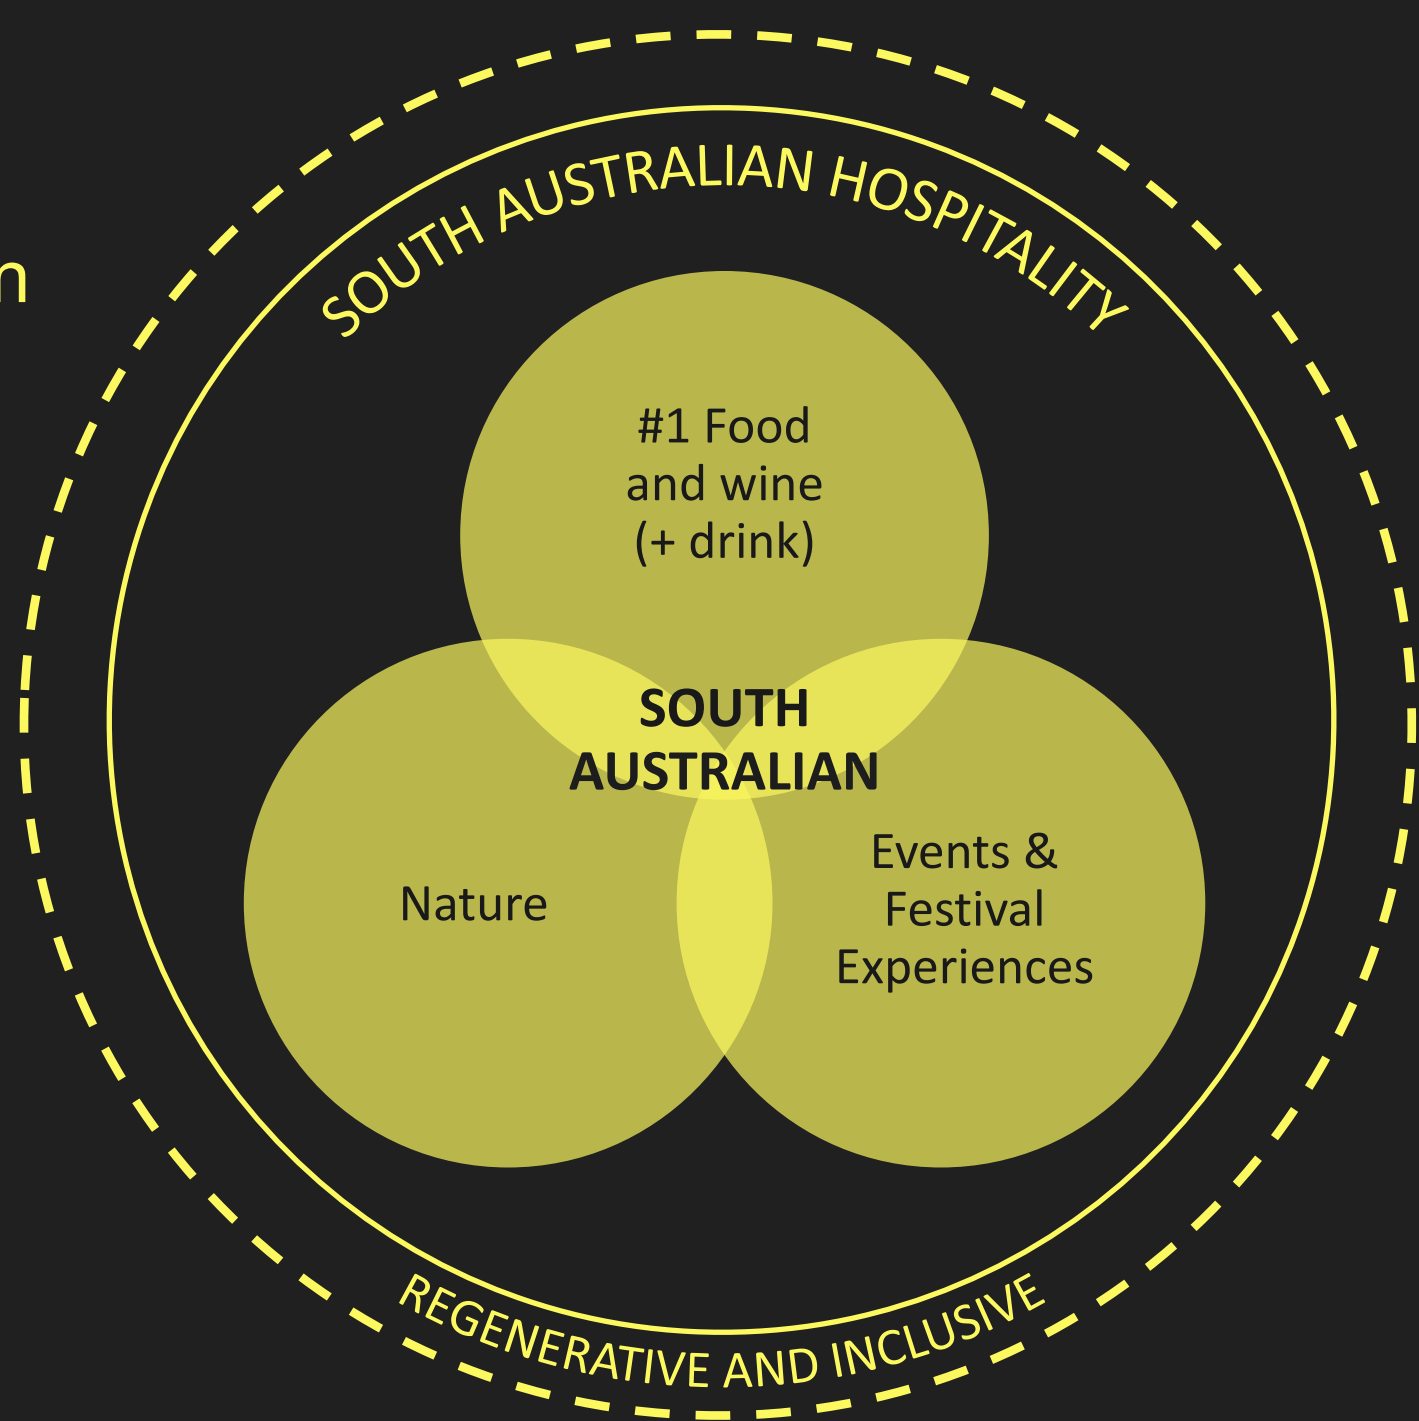 SOUTH AUSTRALIAN HOSPITALITY
n
#1 Food
and wine
(+ drink)
SOUTH
AUSTRALIAN
Events &
Festival
Experiences
Nature
REGENERATIVE AND INCLUSIVE